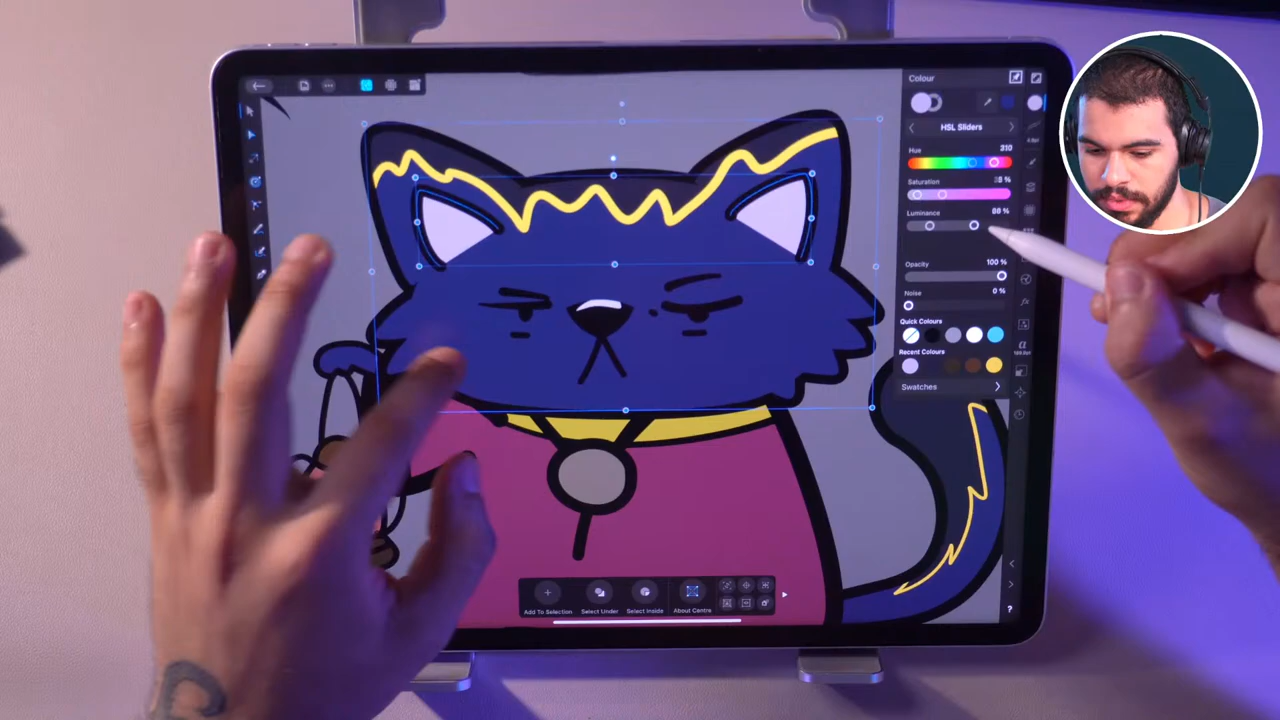 Colour
HSL Sliders
Hue 310
Saturation
Luminance 88 %
Opacity 100 %
Noise 0 %
Quick Colours
Recent Colours
Swatches
Add To Selection Select Under Select Inside About Centre
?